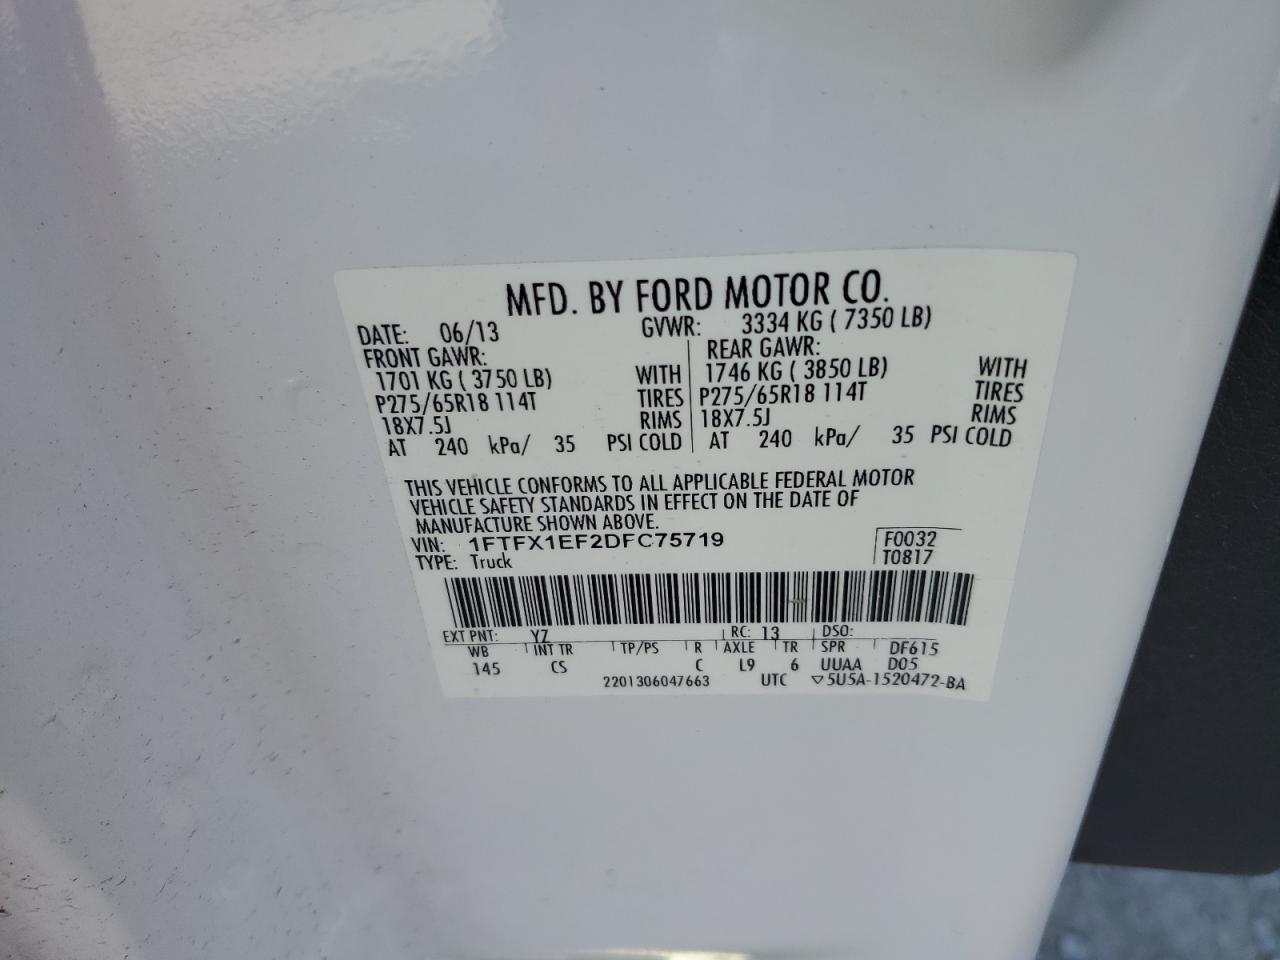 MFD. BY FORD MOTOR CO.
DATE: 06/13 GVWR: 3334 KG ( 7350 LB)
FRONT GAWR: REAR GAWR:
1701 KG ( 3750 LB) WITH 1746 KG ( 3850 LB) WITH
P275/65R18 114T TIRES P275/65R18 114T TIRES
18X7.5J RIMS 18X7.5J RIMS
AT 240 kPa/ 35 PSI COLD AT 240 kPa/ 35 PSI COLD
THIS VEHICLE CONFORMS TO ALL APPLICABLE FEDERAL MOTOR
VEHICLE SAFETY STANDARDS IN EFFECT ON THE DATE OF
MANUFACTURE SHOWN ABOVE.
VIN: 1FTFX1EF2DFC75719 F0032
TYPE: Truck T0817
EXT PNT: YZ RC: 13 DSO:
WB INT TR TP/PS R AXLE TR SPR DF615
145 CS C L9 6 UUAA D05
2201306047663 UTC ▽5U5A-1520472-BA